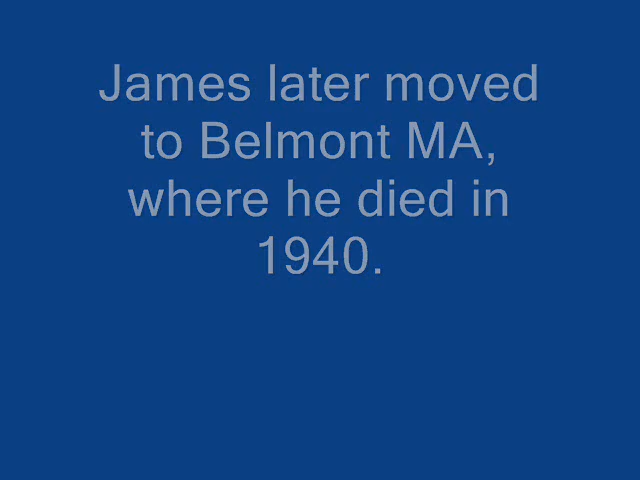 James later moved
to Belmont MA,
where he died in
1940.